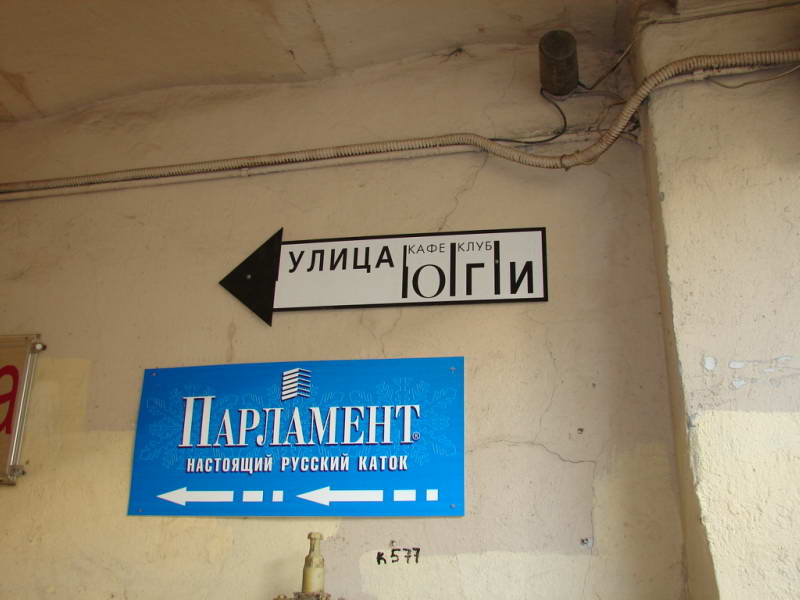 УЛИЦА
КАФЕ КЛУБ
ЮГИ
а
ПАРЛАМЕНТ®
НАСТОЯЩИЙ РУССКИЙ КАТОК
к577